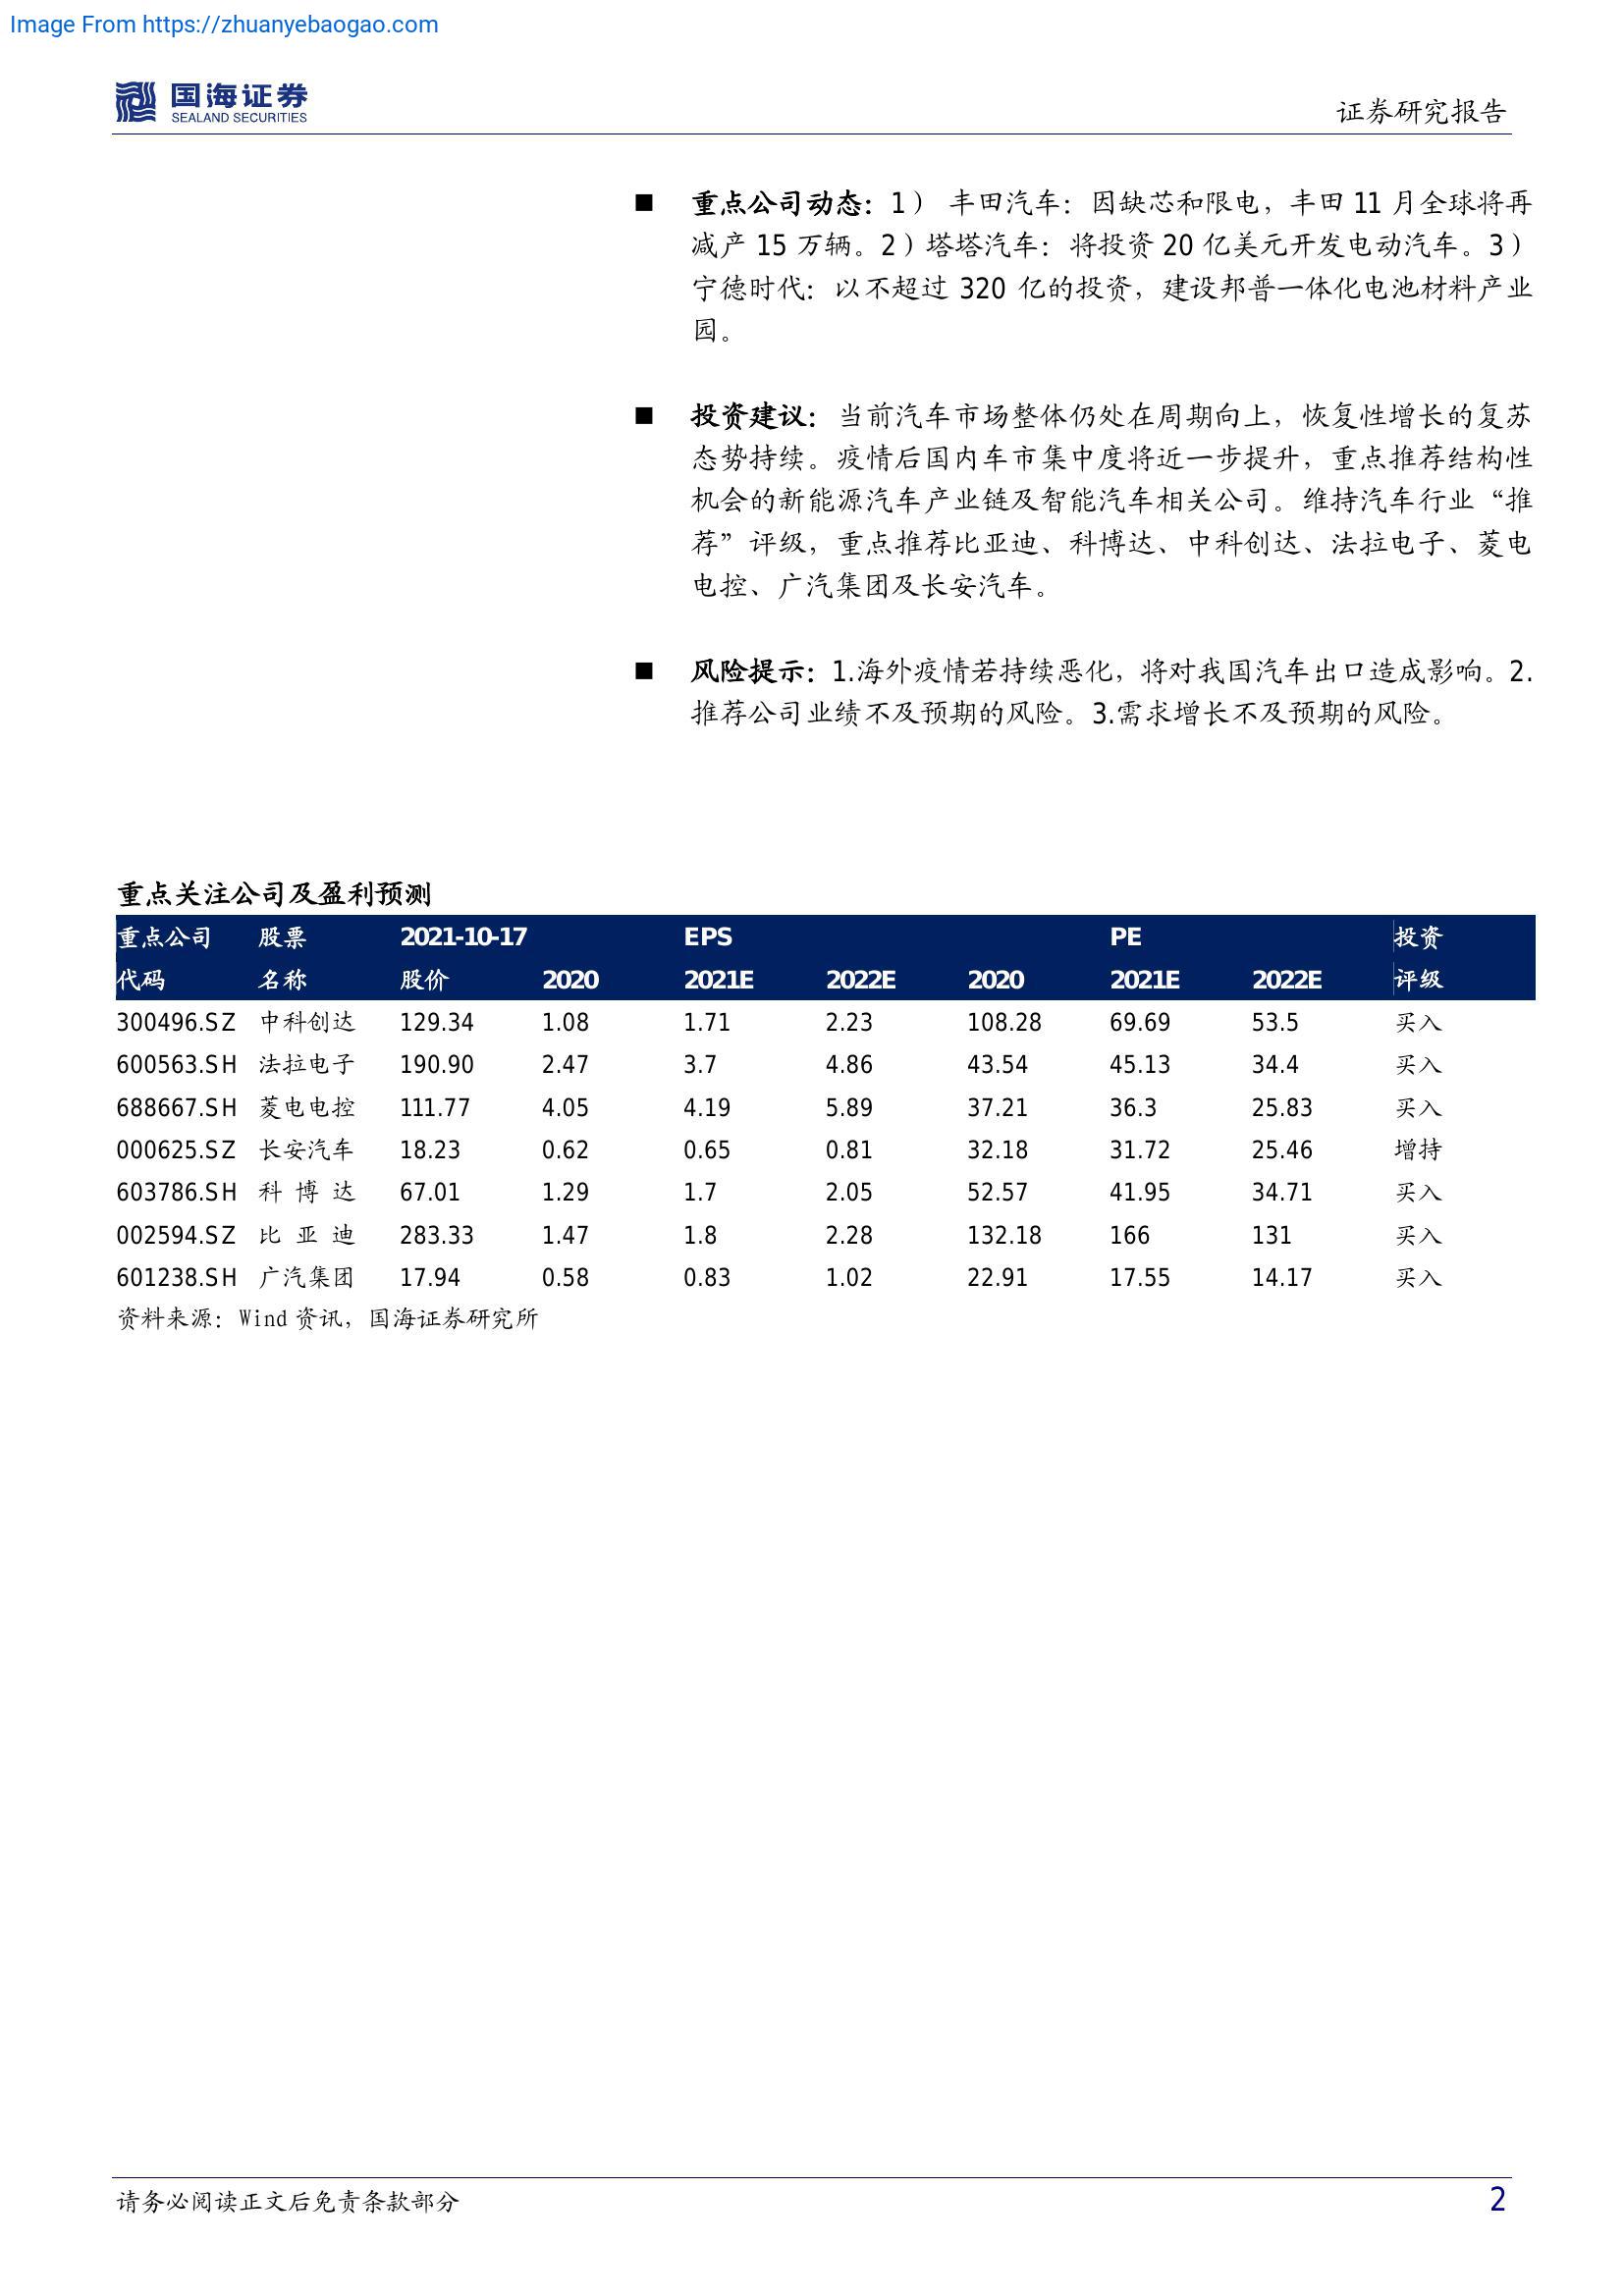 Image From https://zhuanyebaogao.com
国海证券
SEALAND SECURITIES
证券研究报告
■ 重点公司动态：1） 丰田汽车：因缺芯和限电，丰田 11 月全球将再
减产 15 万辆。2）塔塔汽车：将投资 20 亿美元开发电动汽车。3）
宁德时代：以不超过 320 亿的投资，建设邦普一体化电池材料产业
园。
■ 投资建议：当前汽车市场整体仍处在周期向上，恢复性增长的复苏
态势持续。疫情后国内车市集中度将近一步提升，重点推荐结构性
机会的新能源汽车产业链及智能汽车相关公司。维持汽车行业“推
荐”评级，重点推荐比亚迪、科博达、中科创达、法拉电子、菱电
电控、广汽集团及长安汽车。
■ 风险提示：1.海外疫情若持续恶化，将对我国汽车出口造成影响。2.
推荐公司业绩不及预期的风险。3.需求增长不及预期的风险。
重点关注公司及盈利预测
重点公司 股票 2021-10-17 EPS PE 投资
代码 名称 股价 2020 2021E 2022E 2020 2021E 2022E 评级
300496.SZ 中科创达 129.34 1.08 1.71 2.23 108.28 69.69 53.5 买入
600563.SH 法拉电子 190.90 2.47 3.7 4.86 43.54 45.13 34.4 买入
688667.SH 菱电电控 111.77 4.05 4.19 5.89 37.21 36.3 25.83 买入
000625.SZ 长安汽车 18.23 0.62 0.65 0.81 32.18 31.72 25.46 增持
603786.SH 科 博 达 67.01 1.29 1.7 2.05 52.57 41.95 34.71 买入
002594.SZ 比 亚 迪 283.33 1.47 1.8 2.28 132.18 166 131 买入
601238.SH 广汽集团 17.94 0.58 0.83 1.02 22.91 17.55 14.17 买入
资料来源：Wind 资讯，国海证券研究所
请务必阅读正文后免责条款部分 2